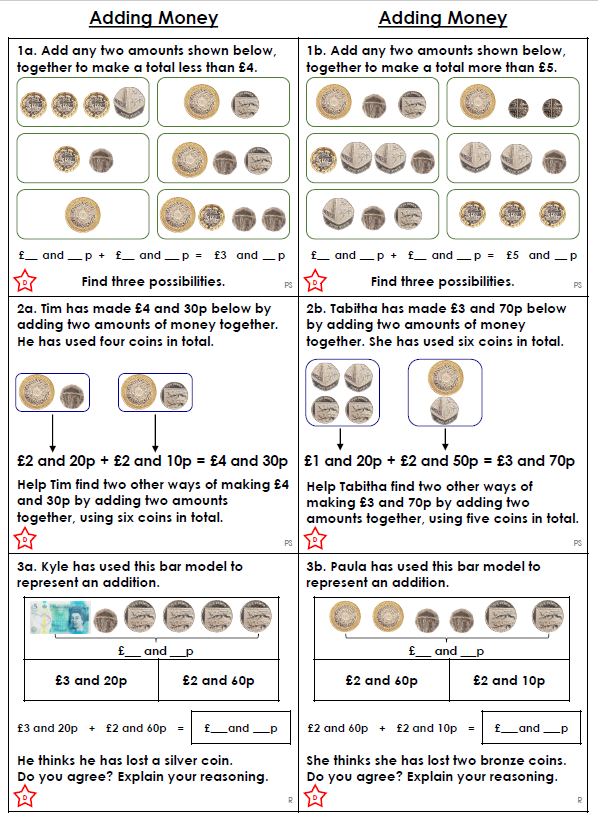 Adding Money
1a. Add any two amounts shown below,
together to make a total less than £4.
£__ and __ p + £__ and __ p = £3 and __ p
D
Find three possibilities.
PS
Adding Money
1b. Add any two amounts shown below,
together to make a total more than £5.
£__ and __ p + £__ and __ p = £5 and __ p
D
Find three possibilities.
PS
2a. Tim has made £4 and 30p below by
adding two amounts of money together.
He has used four coins in total.
£2 and 20p + £2 and 10p = £4 and 30p
Help Tim find two other ways of making £4
and 30p by adding two amounts
together, using six coins in total.
D
PS
2b. Tabitha has made £3 and 70p below
by adding two amounts of money
together. She has used six coins in total.
£1 and 20p + £2 and 50p = £3 and 70p
Help Tabitha find two other ways of
making £3 and 70p by adding two
amounts together, using five coins in total.
D
PS
3a. Kyle has used this bar model to
represent an addition.
£__ and __p
£3 and 20p
£2 and 60p
£3 and 20p + £2 and 60p = £__and __p
He thinks he has lost a silver coin.
Do you agree? Explain your reasoning.
D
R
3b. Paula has used this bar model to
represent an addition.
£__ and __p
£2 and 60p
£2 and 10p
£2 and 60p + £2 and 10p = £__and __p
She thinks she has lost two bronze coins.
Do you agree? Explain your reasoning.
D
R